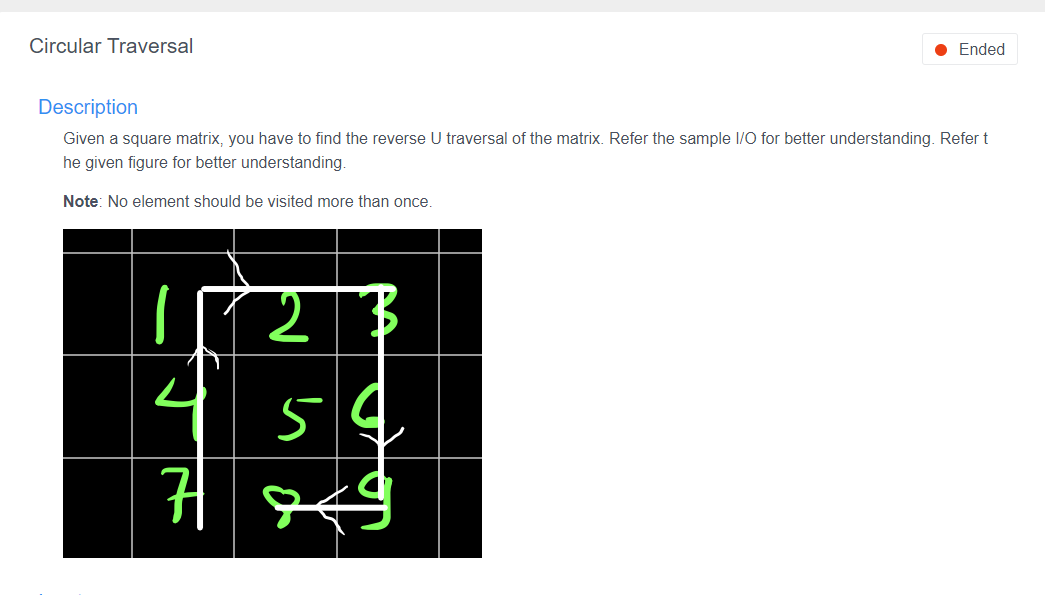 Circular Traversal
Ended
Description
Given a square matrix, you have to find the reverse U traversal of the matrix. Refer the sample I/O for better understanding. Refer t
he given figure for better understanding.
Note: No element should be visited more than once.
1 2 3
4 5 6
7 8 9